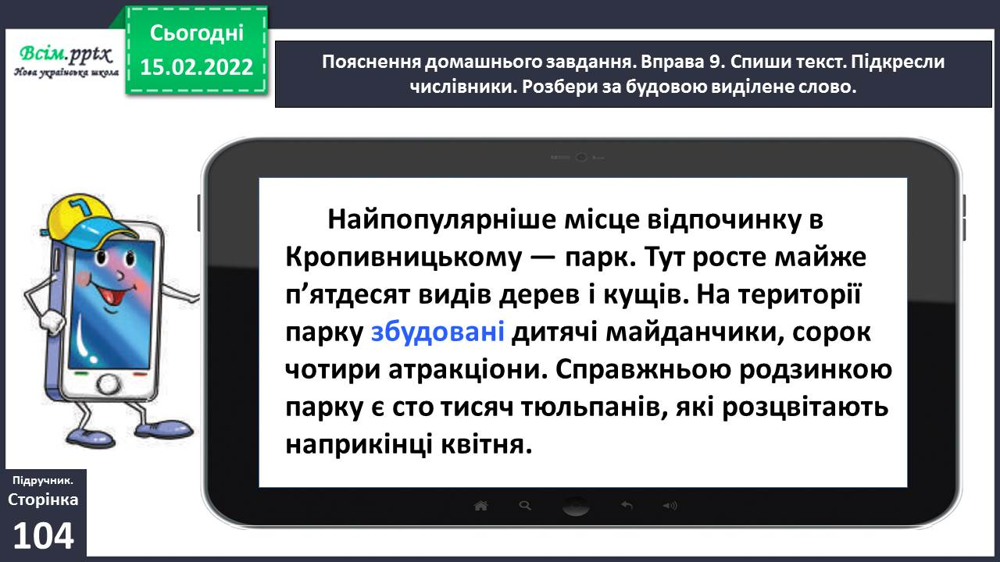 Всім.pptx
Нова українська школа
Сьогодні
15.02.2022
Пояснення домашнього завдання. Вправа 9. Спиши текст. Підкресли
числівники. Розбери за будовою виділене слово.
Найпопулярніше місце відпочинку в
Кропивницькому — парк. Тут росте майже
п’ятдесят видів дерев і кущів. На території
парку збудовані дитячі майданчики, сорок
чотири атракціони. Справжньою родзинкою
парку є сто тисяч тюльпанів, які розцвітають
наприкінці квітня.
Підручник.
Сторінка
104